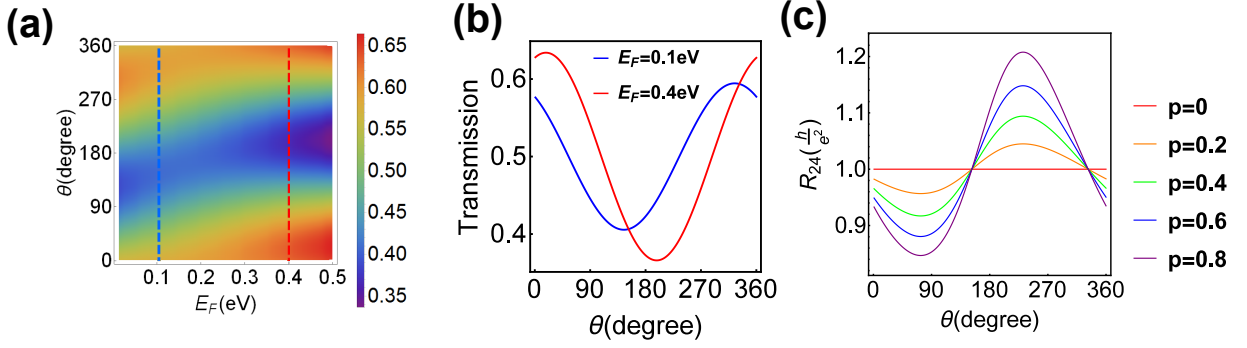 (a)
360
270
180
90
0
θ(degree)
0.1 0.2 0.3 0.4 0.5
E_F(eV)
0.65
0.60
0.55
0.50
0.45
0.40
0.35
(b)
E_F=0.1eV
E_F=0.4eV
Transmission
0.6
0.5
0.4
0 90 180 270 360
θ(degree)
(c)
R_24(h/e^2)
1.2
1.1
1.0
0.9
0 90 180 270 360
θ(degree)
p=0
p=0.2
p=0.4
p=0.6
p=0.8